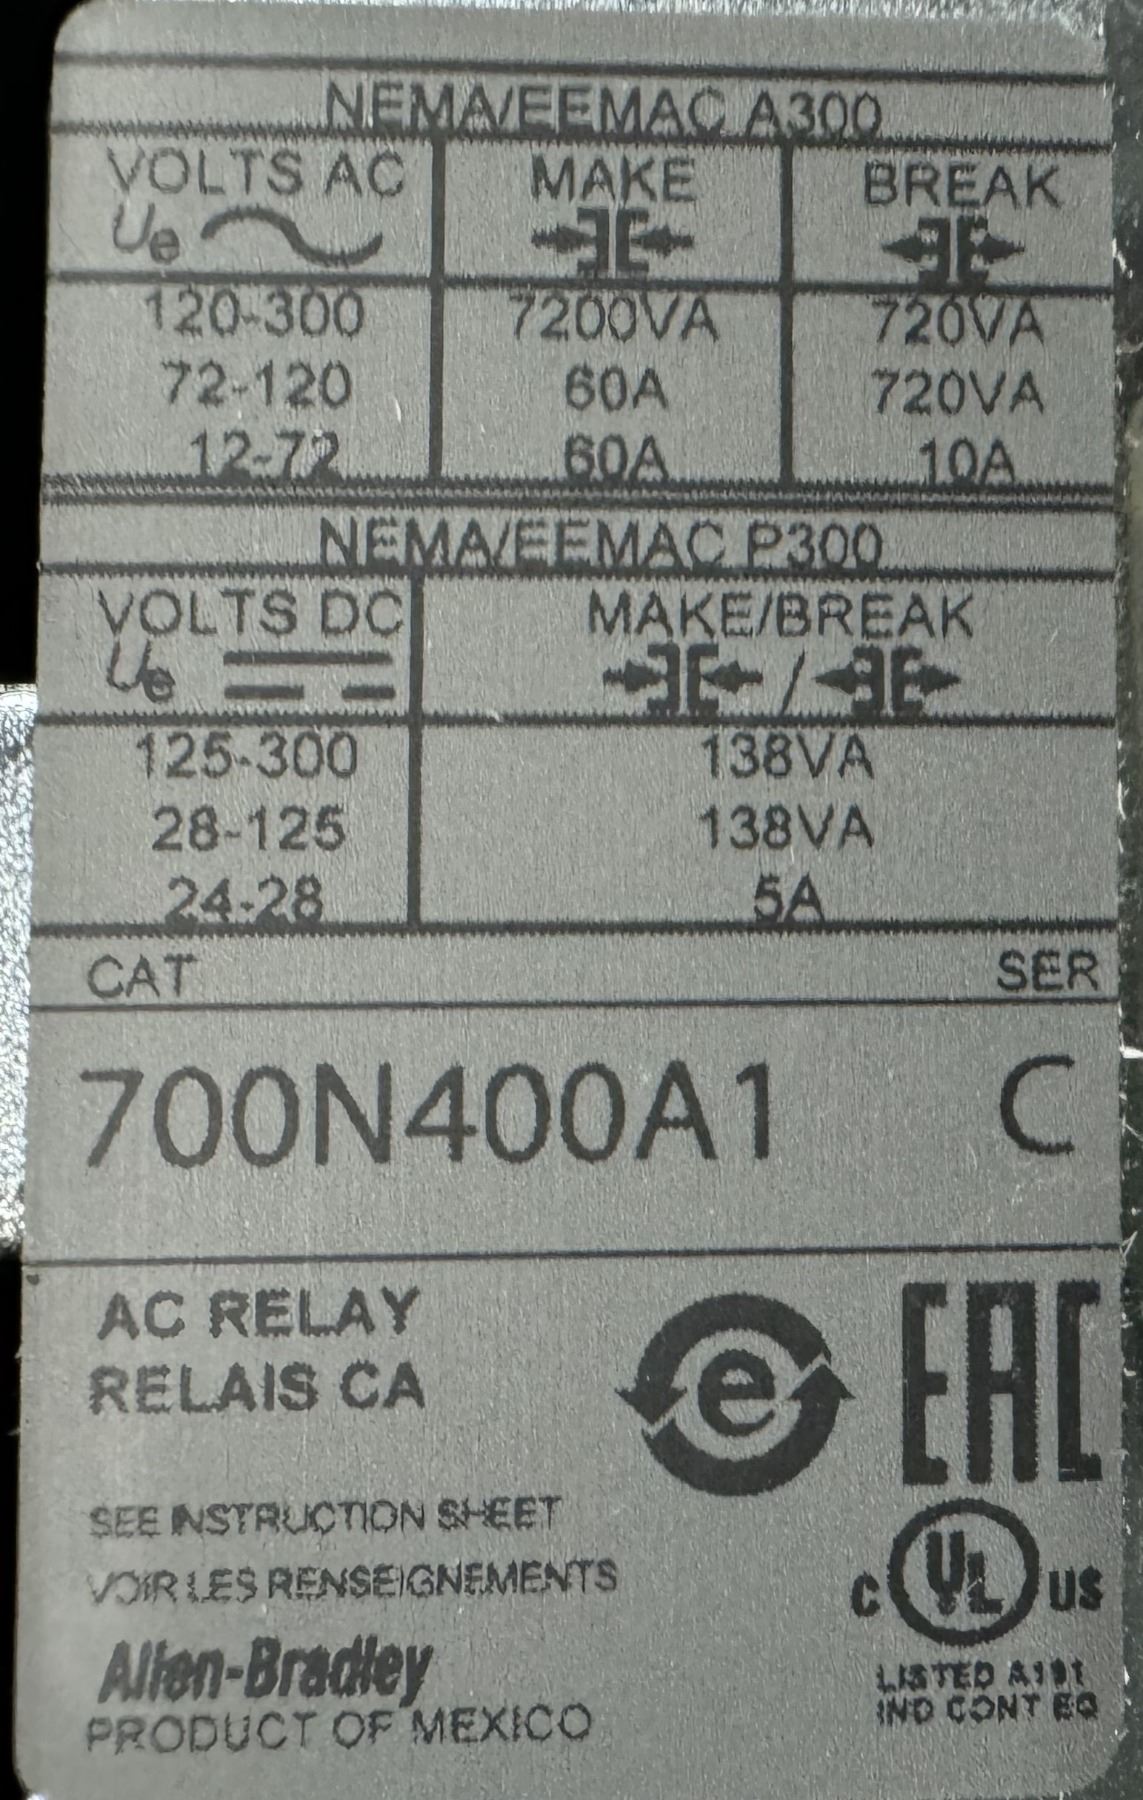 NEMA/EEMAC A300
VOLTS AC MAKE BREAK
Ue
120-300 7200VA 720VA
72-120 60A 720VA
12-72 60A 10A
NEMA/EEMAC P300
VOLTS DC MAKE/BREAK
Ue /
125-300 138VA
28-125 138VA
24-28 5A
CAT SER
700N400A1 C
AC RELAY
RELAIS CA
e EAC
SEE INSTRUCTION SHEET
VOIR LES RENSEIGNEMENTS
C UL US
Allen-Bradley
PRODUCT OF MEXICO
LISTED A191
IND CONT EQ